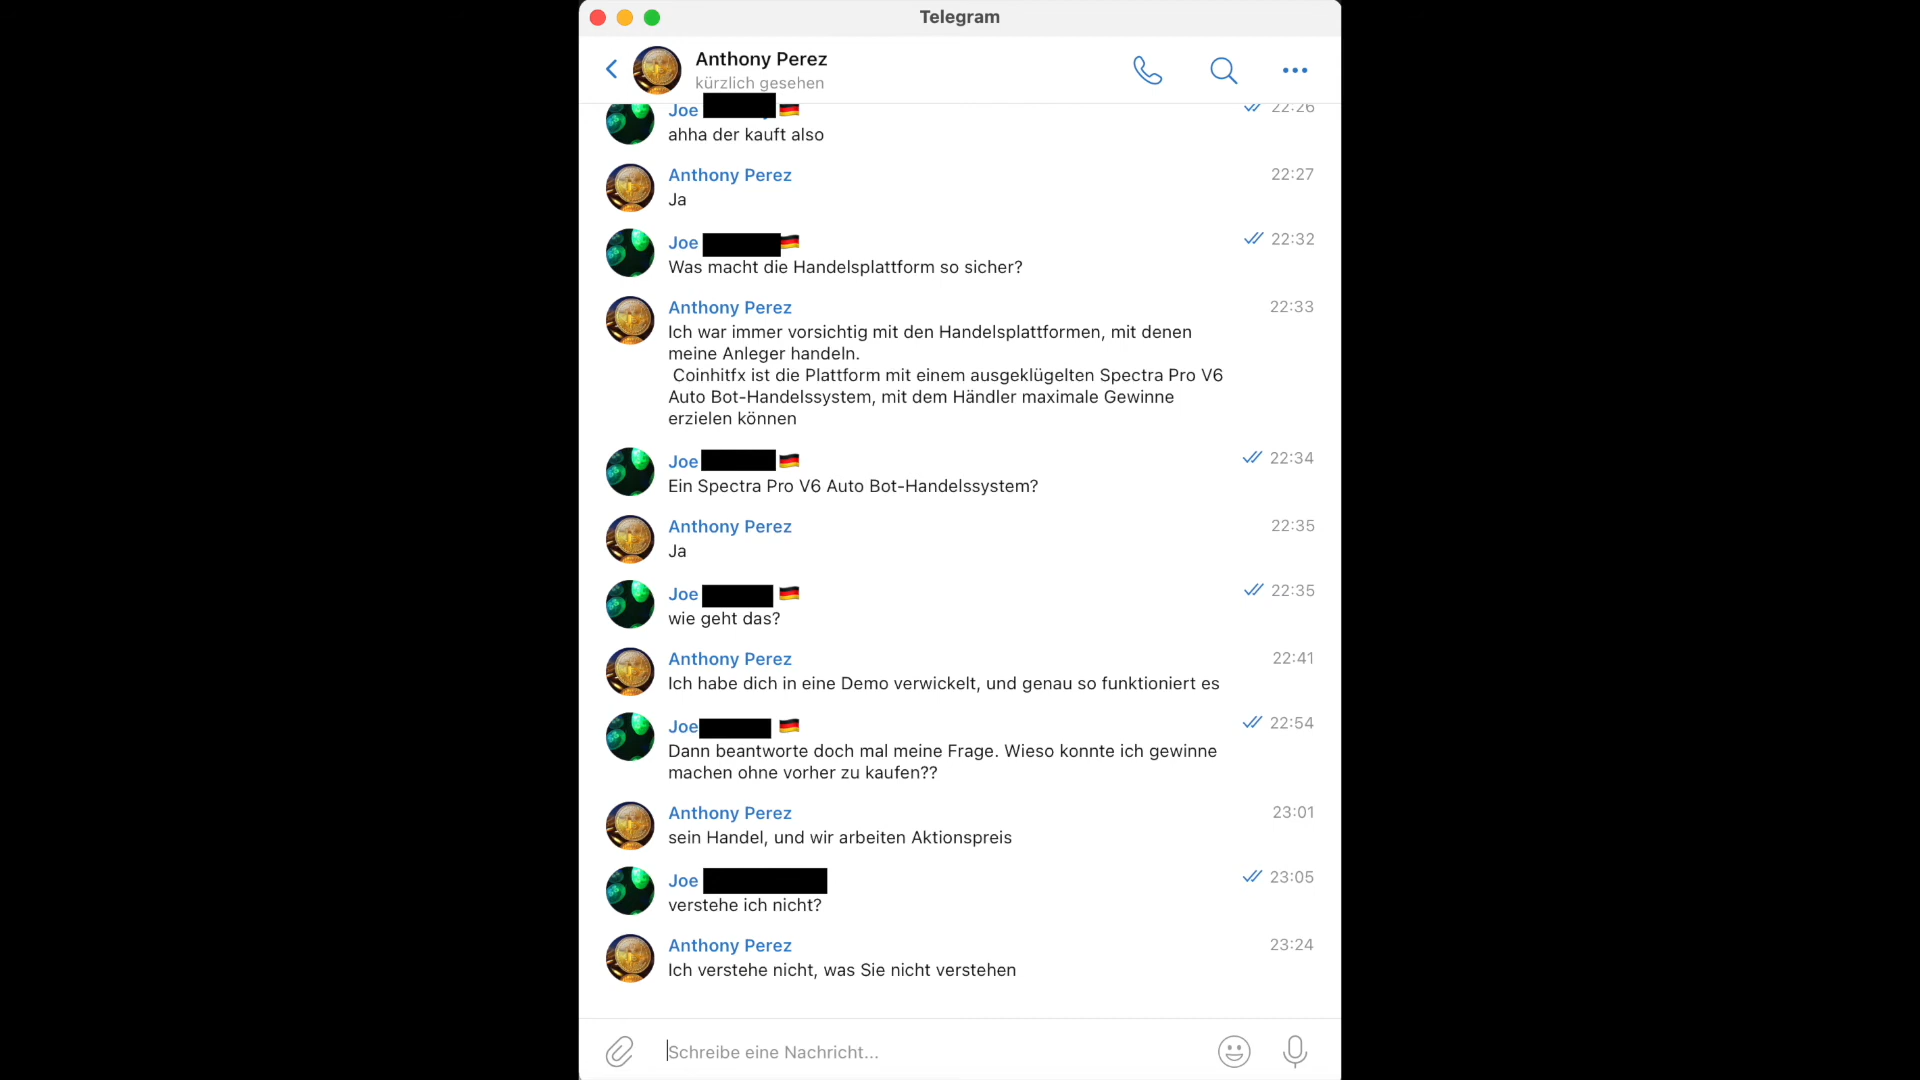 Telegram
Anthony Perez
kürzlich gesehen
Joe 22:26
ahha der kauft also
Anthony Perez 22:27
Ja
Joe 22:32
Was macht die Handelsplattform so sicher?
Anthony Perez 22:33
Ich war immer vorsichtig mit den Handelsplattformen, mit denen
meine Anleger handeln.
Coinhitfx ist die Plattform mit einem ausgeklügelten Spectra Pro V6
Auto Bot-Handelssystem, mit dem Händler maximale Gewinne
erzielen können
Joe 22:34
Ein Spectra Pro V6 Auto Bot-Handelssystem?
Anthony Perez 22:35
Ja
Joe 22:35
wie geht das?
Anthony Perez 22:41
Ich habe dich in eine Demo verwickelt, und genau so funktioniert es
Joe 22:54
Dann beantworte doch mal meine Frage. Wieso konnte ich gewinne
machen ohne vorher zu kaufen??
Anthony Perez 23:01
sein Handel, und wir arbeiten Aktionspreis
Joe 23:05
verstehe ich nicht?
Anthony Perez 23:24
Ich verstehe nicht, was Sie nicht verstehen
Schreibe eine Nachricht...